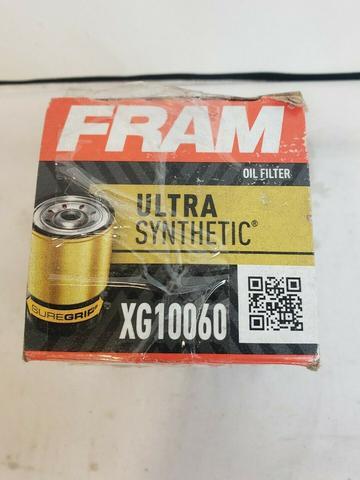 FRAM
OIL FILTER
ULTRA
SYNTHETIC®
SUREGRIP®
XG10060